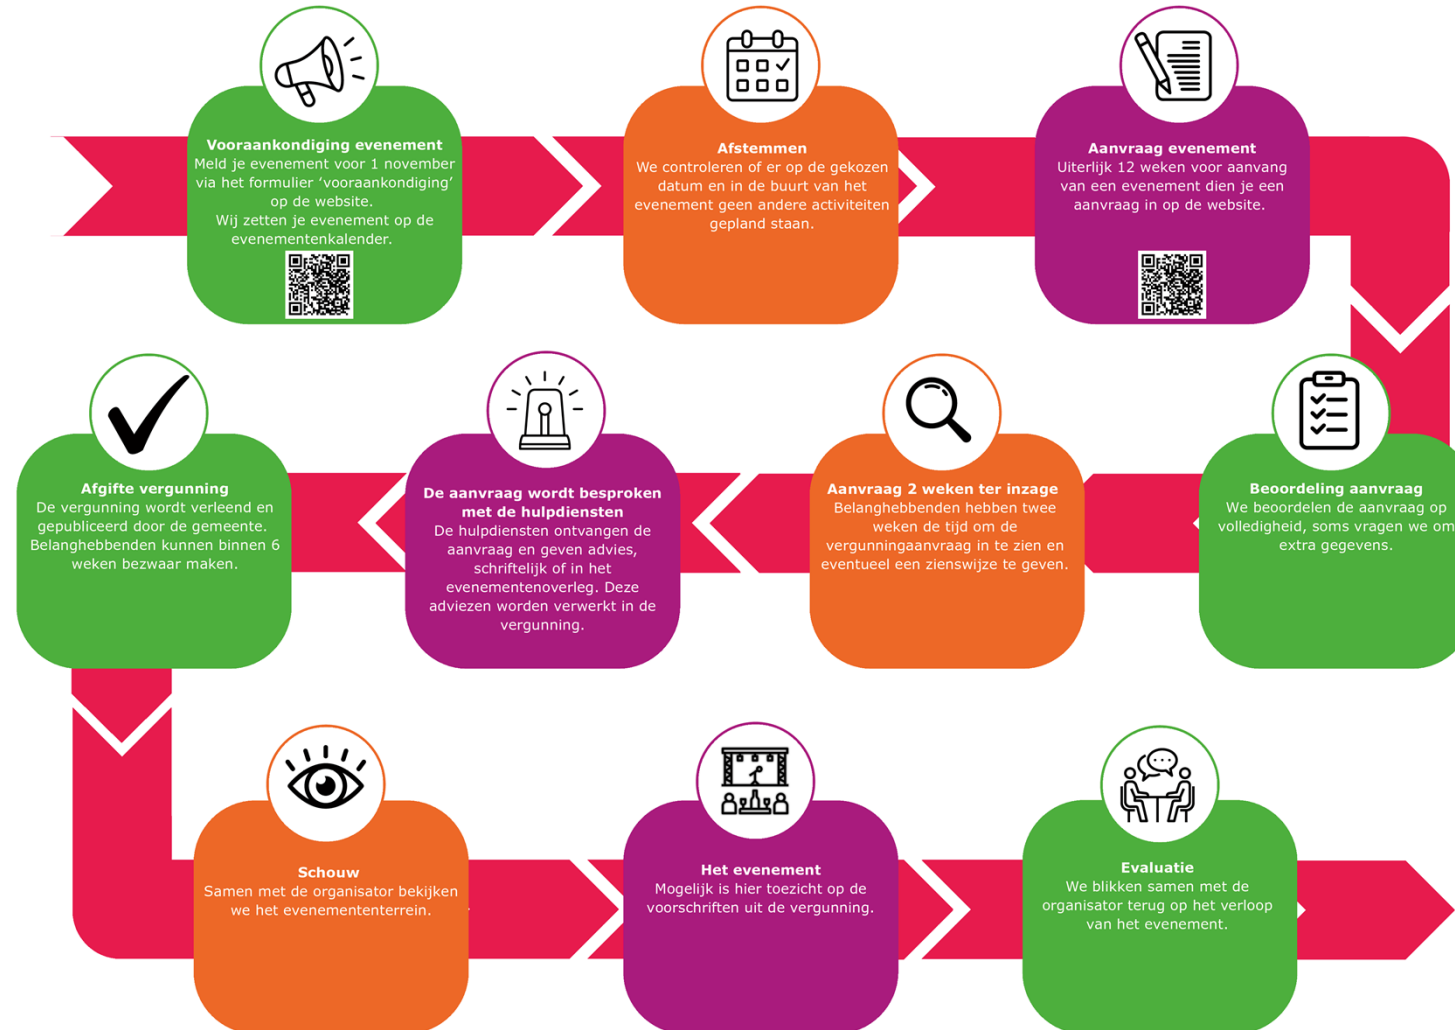 Vooraankondiging evenement
Meld je evenement voor 1 november
via het formulier ‘vooraankondiging’
op de website.
Wij zetten je evenement op de
evenementenkalender.
Afstemmen
We controleren of er op de gekozen
datum en in de buurt van het
evenement geen andere activiteiten
gepland staan.
Aanvraag evenement
Uiterlijk 12 weken voor aanvang
van een evenement dien je een
aanvraag in op de website.
Beoordeling aanvraag
We beoordelen de aanvraag op
volledigheid, soms vragen we om
extra gegevens.
Aanvraag 2 weken ter inzage
Belanghebbenden hebben twee
weken de tijd om de
vergunningaanvraag in te zien en
eventueel een zienswijze te geven.
De aanvraag wordt besproken
met de hulpdiensten
De hulpdiensten ontvangen de
aanvraag en geven advies,
schriftelijk of in het
evenementenoverleg. Deze
adviezen worden verwerkt in de
vergunning.
Afgifte vergunning
De vergunning wordt verleend en
gepubliceerd door de gemeente.
Belanghebbenden kunnen binnen 6
weken bezwaar maken.
Schouw
Samen met de organisator bekijken
we het evenemententerrein.
Het evenement
Mogelijk is hier toezicht op de
voorschriften uit de vergunning.
Evaluatie
We blikken samen met de
organisator terug op het verloop
van het evenement.